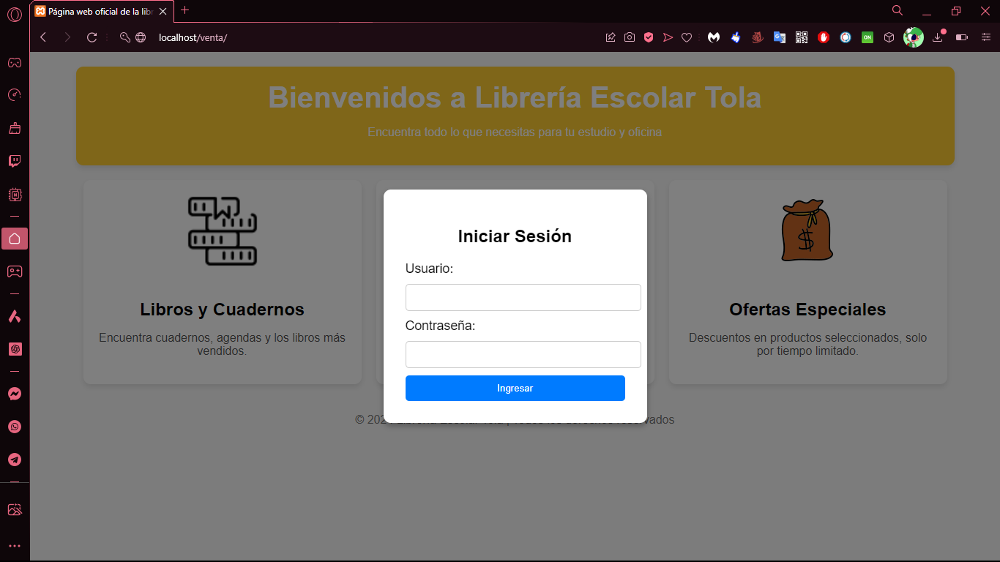 Página web oficial de la libr
localhost/venta/
ON
Bienvenidos a Librería Escolar Tola
Encuentra todo lo que necesitas para tu estudio y oficina
Iniciar Sesión
Usuario:
Contraseña:
Ingresar
Libros y Cuadernos
Encuentra cuadernos, agendas y los libros más
vendidos.
$
Ofertas Especiales
Descuentos en productos seleccionados, solo
por tiempo limitado.
© 202